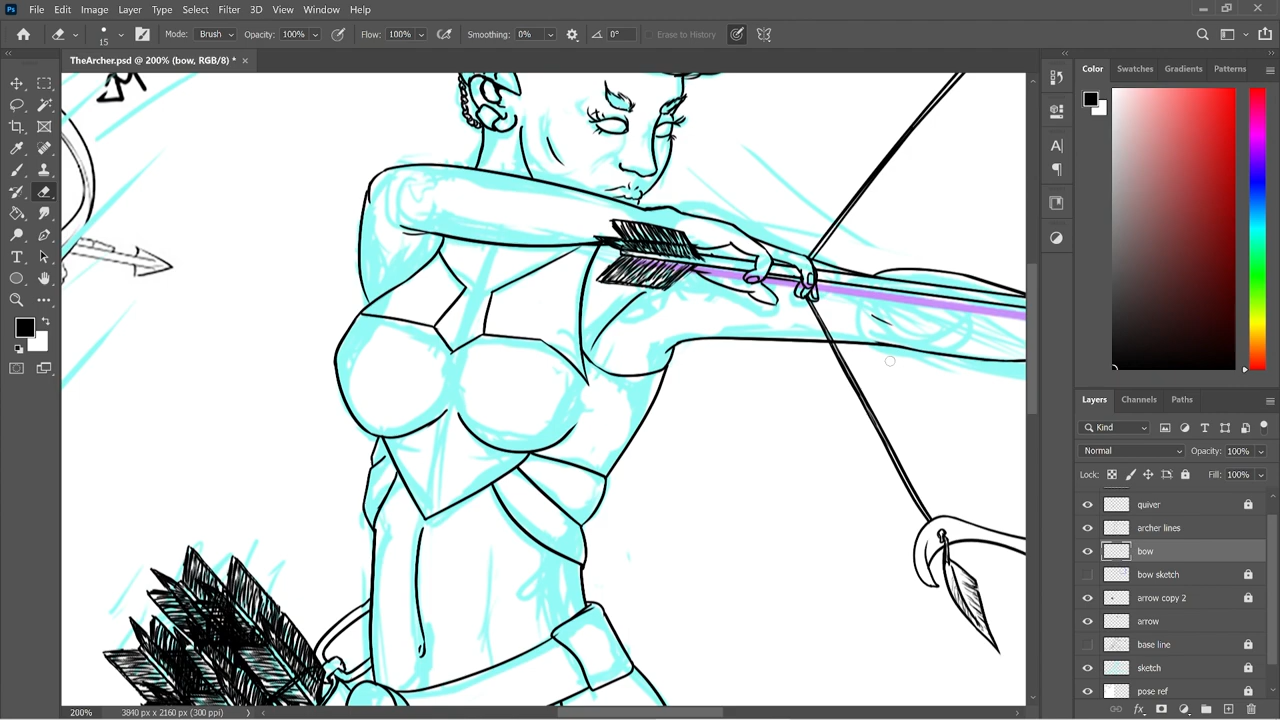 Ps File Edit Image Layer Type Select Filter 3D View Window Help
15 Mode: Brush Opacity: 100% Flow: 100% Smoothing: 0% 0° Erase to History
TheArcher.psd @ 200% (bow, RGB/8) *
Color Swatches Gradients Patterns
Layers Channels Paths
Kind
Normal Opacity: 100%
Lock: Fill: 100%
quiver
archer lines
bow
bow sketch
arrow copy 2
arrow
base line
sketch
pose ref
200% 3840 px x 2160 px (300 ppi)